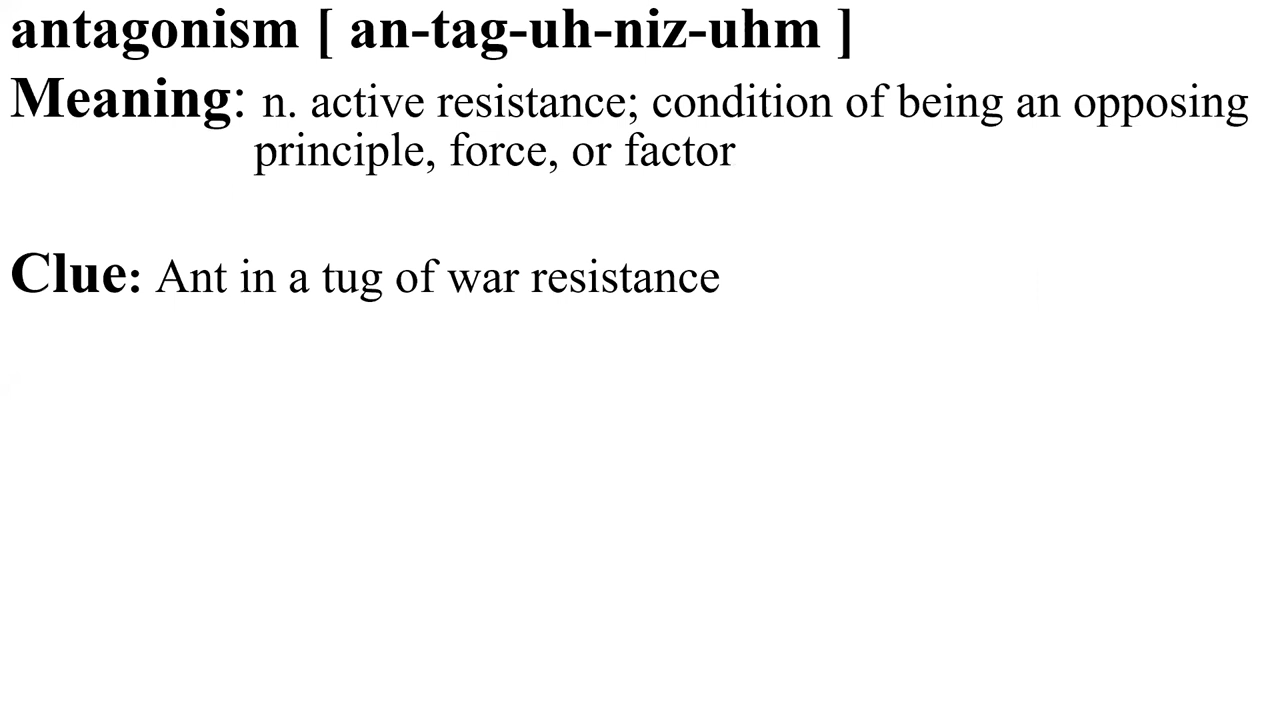 antagonism [ an-tag-uh-niz-uhm ]
Meaning: n. active resistance; condition of being an opposing
principle, force, or factor
Clue: Ant in a tug of war resistance